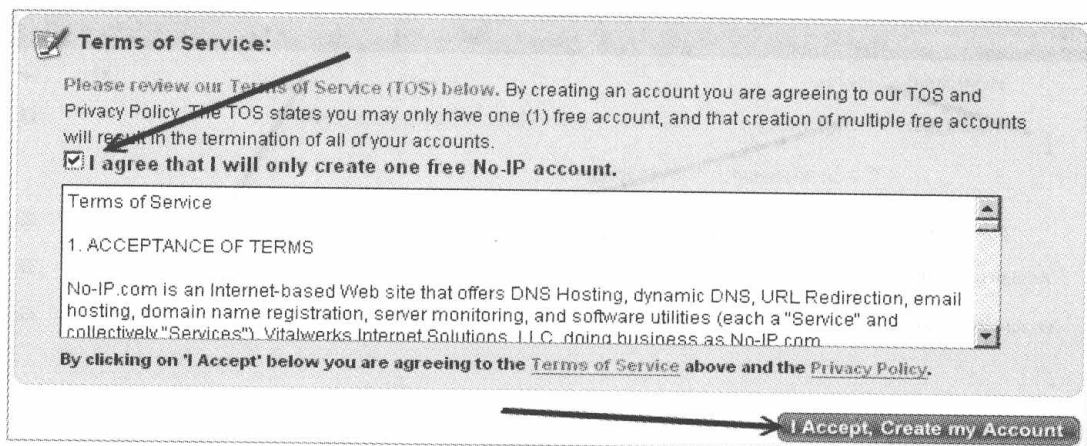 Terms of Service:
Please review our Terms of Service (TOS) below. By creating an account you are agreeing to our TOS and
Privacy Policy. The TOS states you may only have one (1) free account, and that creation of multiple free accounts
will result in the termination of all of your accounts.
I agree that I will only create one free No-IP account.
Terms of Service
1. ACCEPTANCE OF TERMS
No-IP.com is an Internet-based Web site that offers DNS Hosting, dynamic DNS, URL Redirection, email
hosting, domain name registration, server monitoring, and software utilities (each a "Service" and
collectively "Services"). Vitalwerks Internet Solutions, LLC, doing business as No-IP.com
By clicking on 'I Accept' below you are agreeing to the Terms of Service above and the Privacy Policy.
I Accept, Create my Account